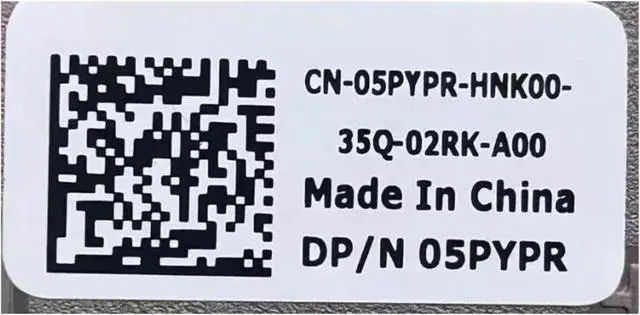 CN-05PYPR-HNK00-
35Q-02RK-A00
Made In China
DP/N 05PYPR